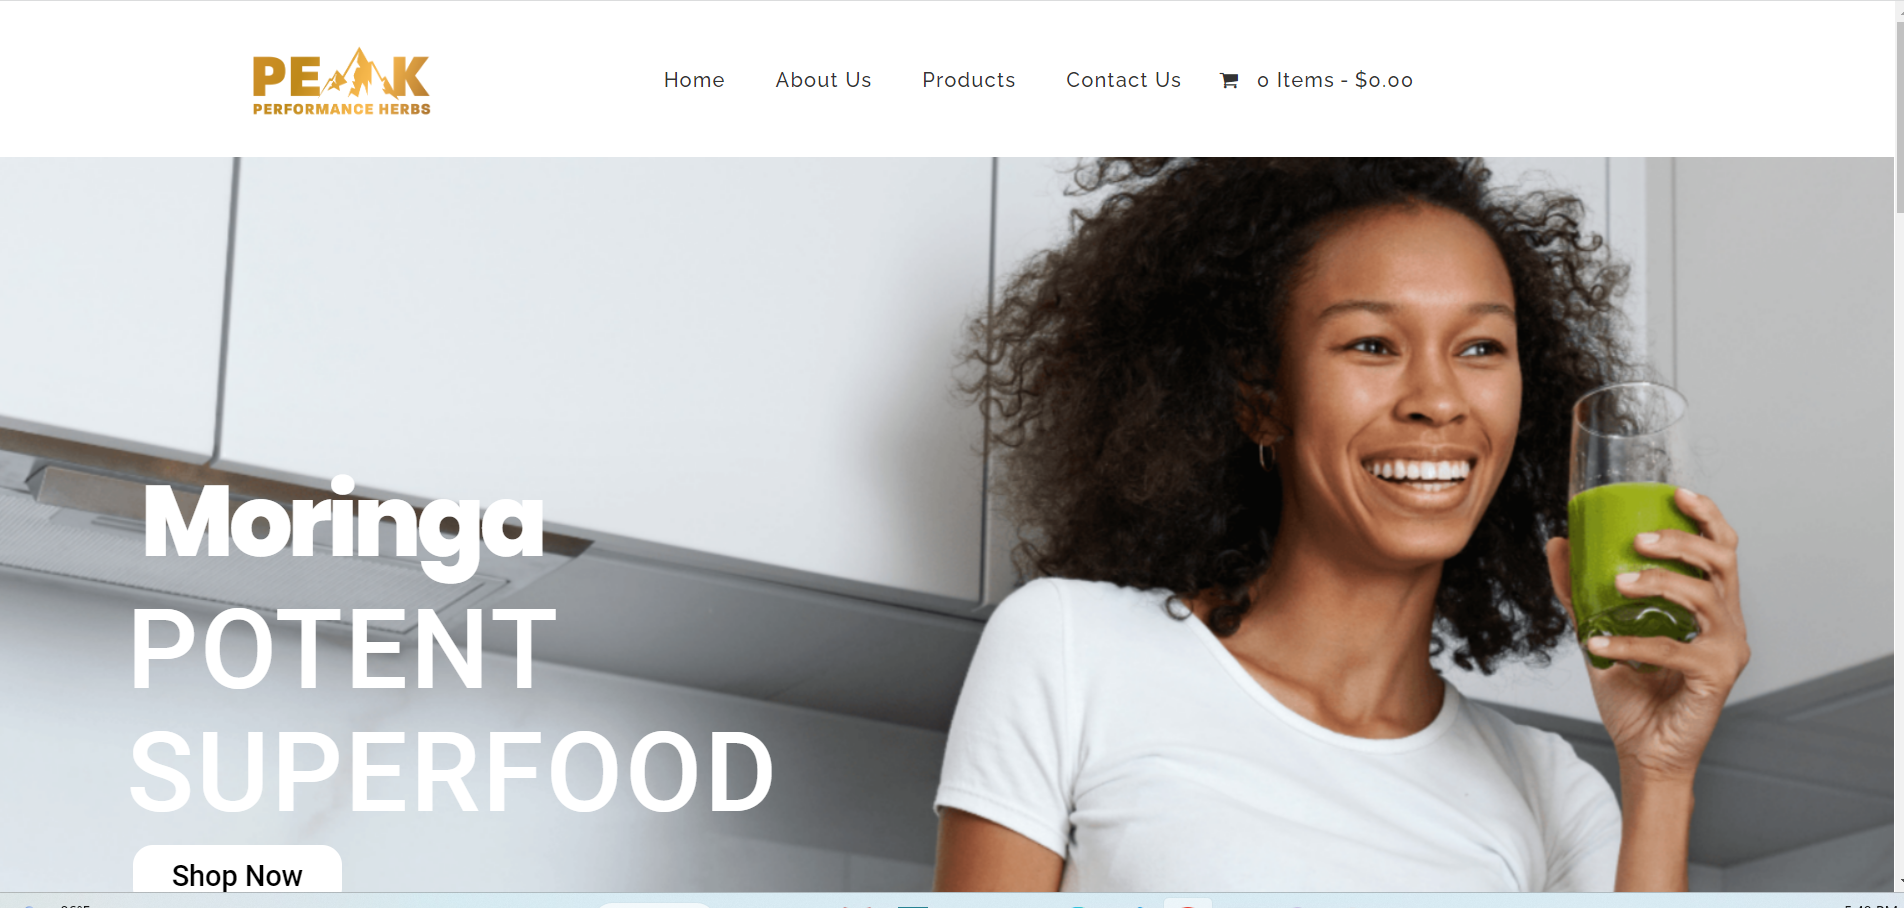 PEAK
PERFORMANCE HERBS
Home
About Us
Products
Contact Us
0 Items - $0.00
Moringa
POTENT
SUPERFOOD
Shop Now